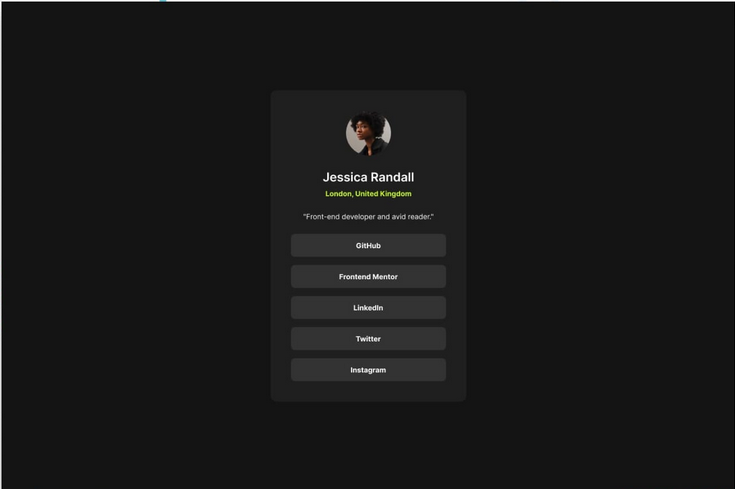 Jessica Randall
London, United Kingdom
"Front-end developer and avid reader."
GitHub
Frontend Mentor
LinkedIn
Twitter
Instagram